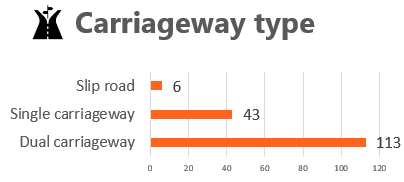 Carriageway type
Slip road 6
Single carriageway 43
Dual carriageway 113
0 20 40 60 80 100 120